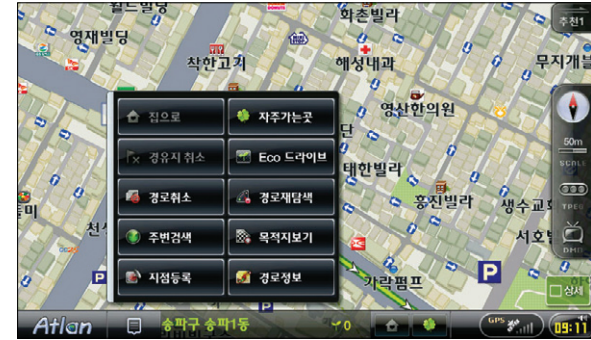 월드빌딩
화촌빌라
추천1
영재빌딩
착한고기
해성내과
무지개빌
집으로
자주가는곳
영산한의원
50m
SCALE
경유지 취소
Eco 드라이브
단
태한빌라
TPEG
경로취소
경로재탐색
홍진빌라
생수교회
DMB
주변검색
목적지보기
서호
P
가락펌프
P
상세
지점등록
경로정보
Atlan
송파구 송파1동
0
GPS
09:11